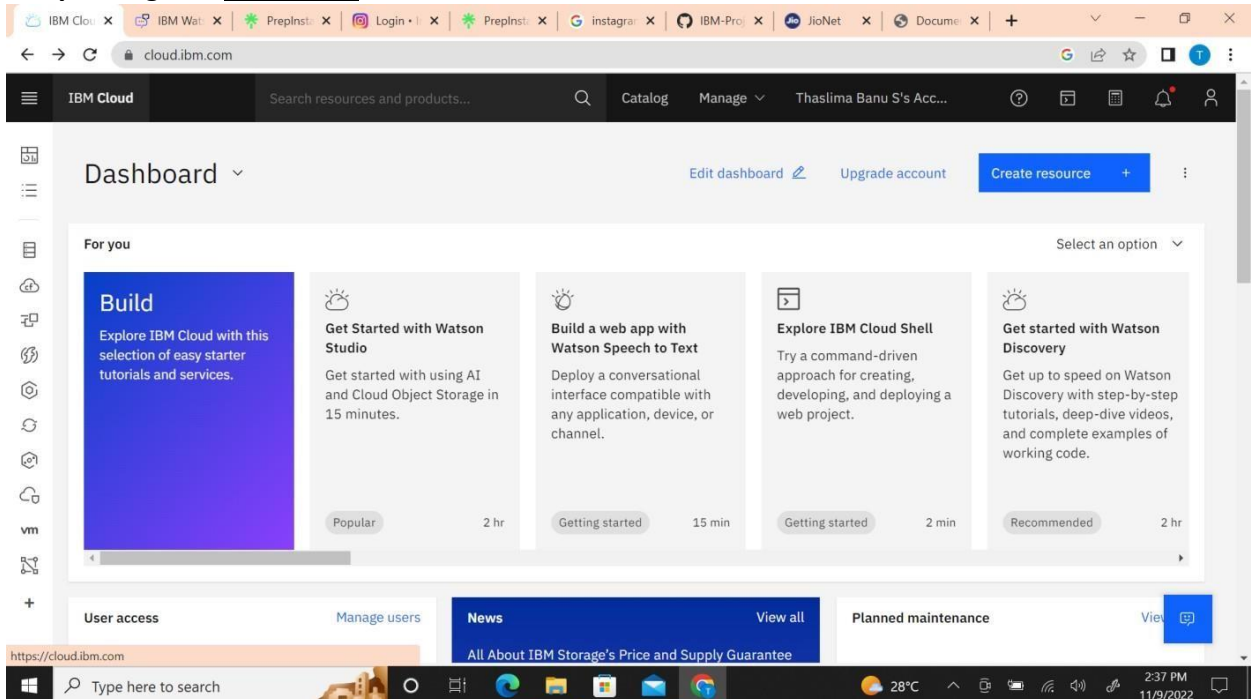 IBM Clou
IBM Wat
PrepInst
Login • I
PrepInst
instagrar
IBM-Proj
JioNet
Docume
cloud.ibm.com
IBM Cloud
Search resources and products...
Catalog
Manage
Thaslima Banu S's Acc...
Dashboard
Edit dashboard
Upgrade account
Create resource +
For you
Select an option
Build
Explore IBM Cloud with this
selection of easy starter
tutorials and services.
Get Started with Watson
Studio
Get started with using AI
and Cloud Object Storage in
15 minutes.
Popular
2 hr
Build a web app with
Watson Speech to Text
Deploy a conversational
interface compatible with
any application, device, or
channel.
Getting started
15 min
Explore IBM Cloud Shell
Try a command-driven
approach for creating,
developing, and deploying a
web project.
Getting started
2 min
Get started with Watson
Discovery
Get up to speed on Watson
Discovery with step-by-step
tutorials, deep-dive videos,
and complete examples of
working code.
Recommended
2 hr
vm
User access
Manage users
News
View all
All About IBM Storage's Price and Supply Guarantee
Planned maintenance
View
https://cloud.ibm.com
Type here to search
28°C
2:37 PM
11/9/2022